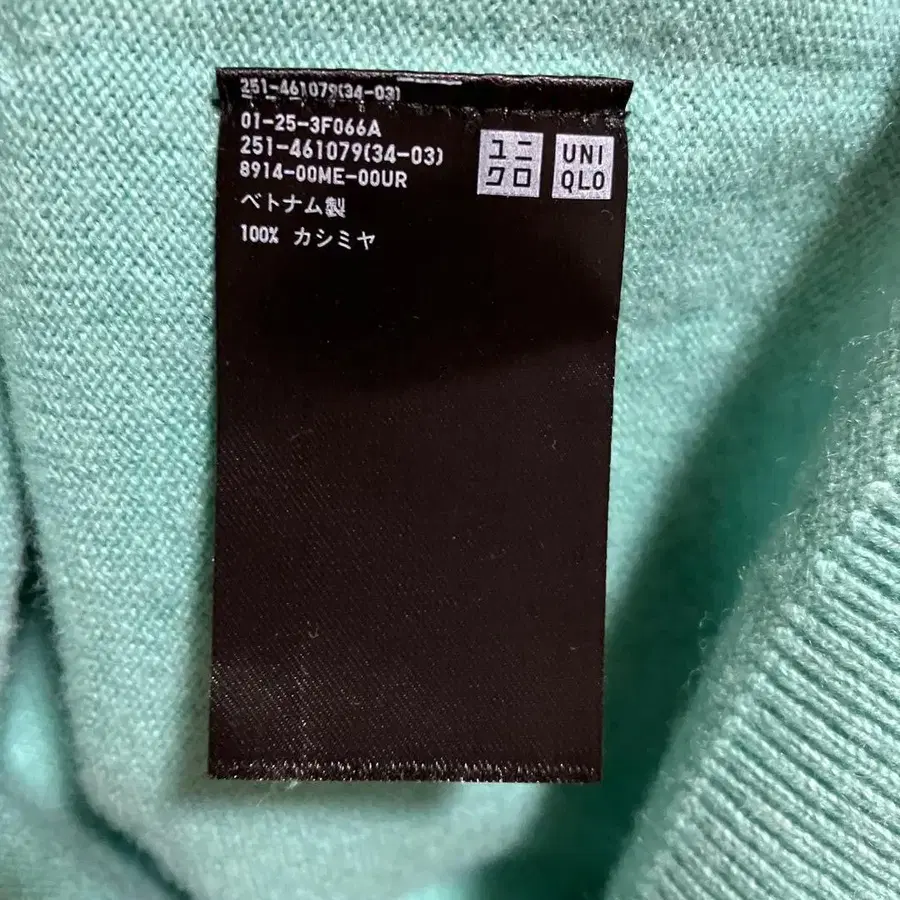 251-461079(34-03)
01-25-3F066A
251-461079(34-03)
8914-00ME-00UR
ベトナム製
100% カシミヤ
ユニ
クロ
UNI
QLO